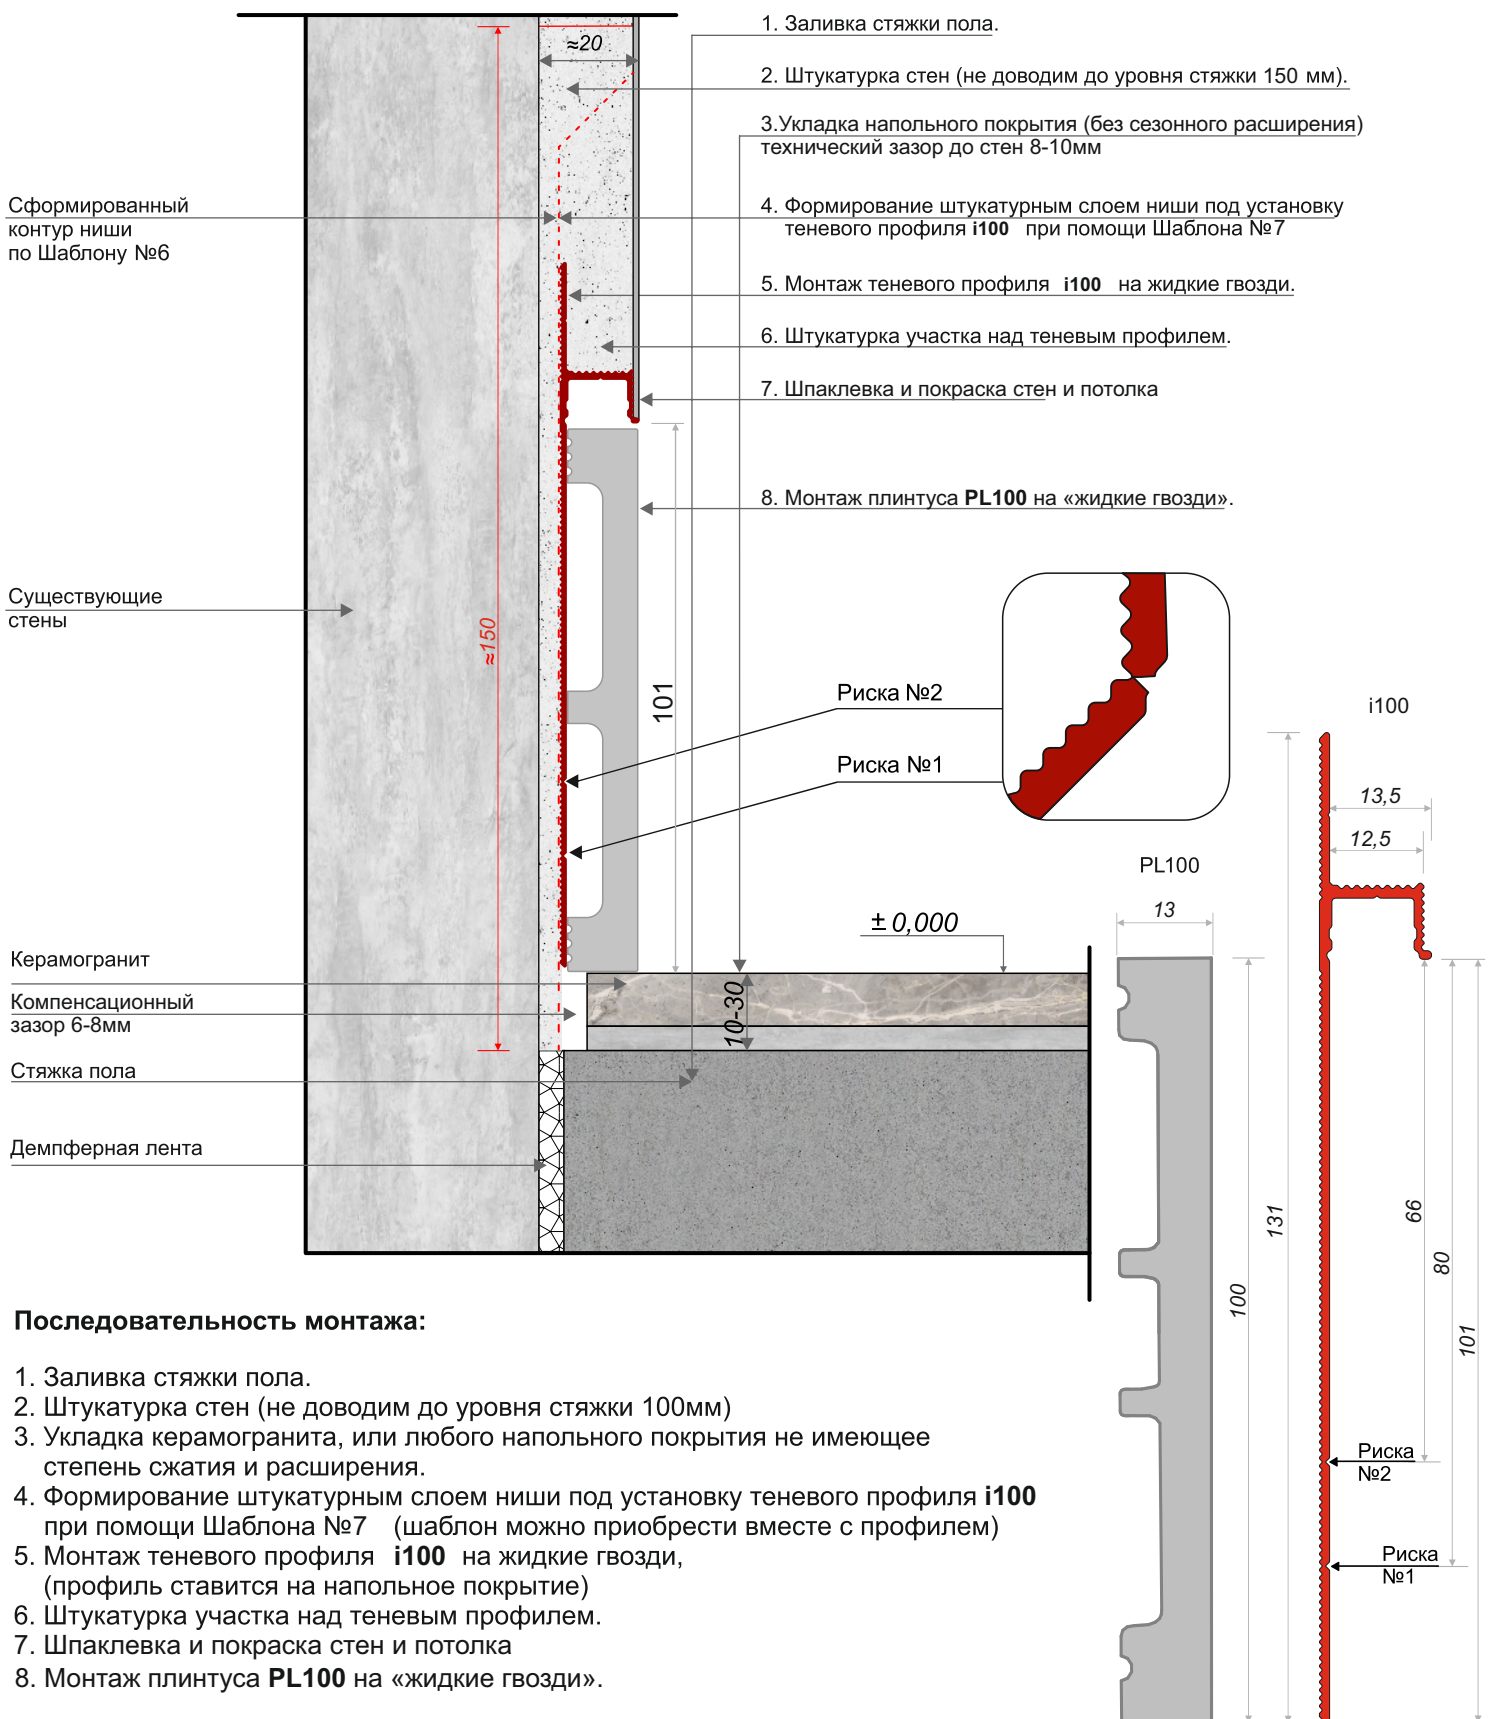 1. Заливка стяжки пола.
≈20
2. Штукатурка стен (не доводим до уровня стяжки 150 мм).
3.Укладка напольного покрытия (без сезонного расширения)
технический зазор до стен 8-10мм
Сформированный
контур ниши
по Шаблону №6
4. Формирование штукатурным слоем ниши под установку
теневого профиля i100 при помощи Шаблона №7
5. Монтаж теневого профиля i100 на жидкие гвозди.
6. Штукатурка участка над теневым профилем.
7. Шпаклевка и покраска стен и потолка
8. Монтаж плинтуса PL100 на «жидкие гвозди».
Существующие
стены
≈150
101
Риска №2
Риска №1
i100
13,5
12,5
PL100
13
± 0,000
Керамогранит
Компенсационный
зазор 6-8мм
10-30
Стяжка пола
Демпферная лента
131
100
66
80
101
Риска
№2
Риска
№1
Последовательность монтажа:
1. Заливка стяжки пола.
2. Штукатурка стен (не доводим до уровня стяжки 100мм)
3. Укладка керамогранита, или любого напольного покрытия не имеющее
степень сжатия и расширения.
4. Формирование штукатурным слоем ниши под установку теневого профиля i100
при помощи Шаблона №7 (шаблон можно приобрести вместе с профилем)
5. Монтаж теневого профиля i100 на жидкие гвозди,
(профиль ставится на напольное покрытие)
6. Штукатурка участка над теневым профилем.
7. Шпаклевка и покраска стен и потолка
8. Монтаж плинтуса PL100 на «жидкие гвозди».